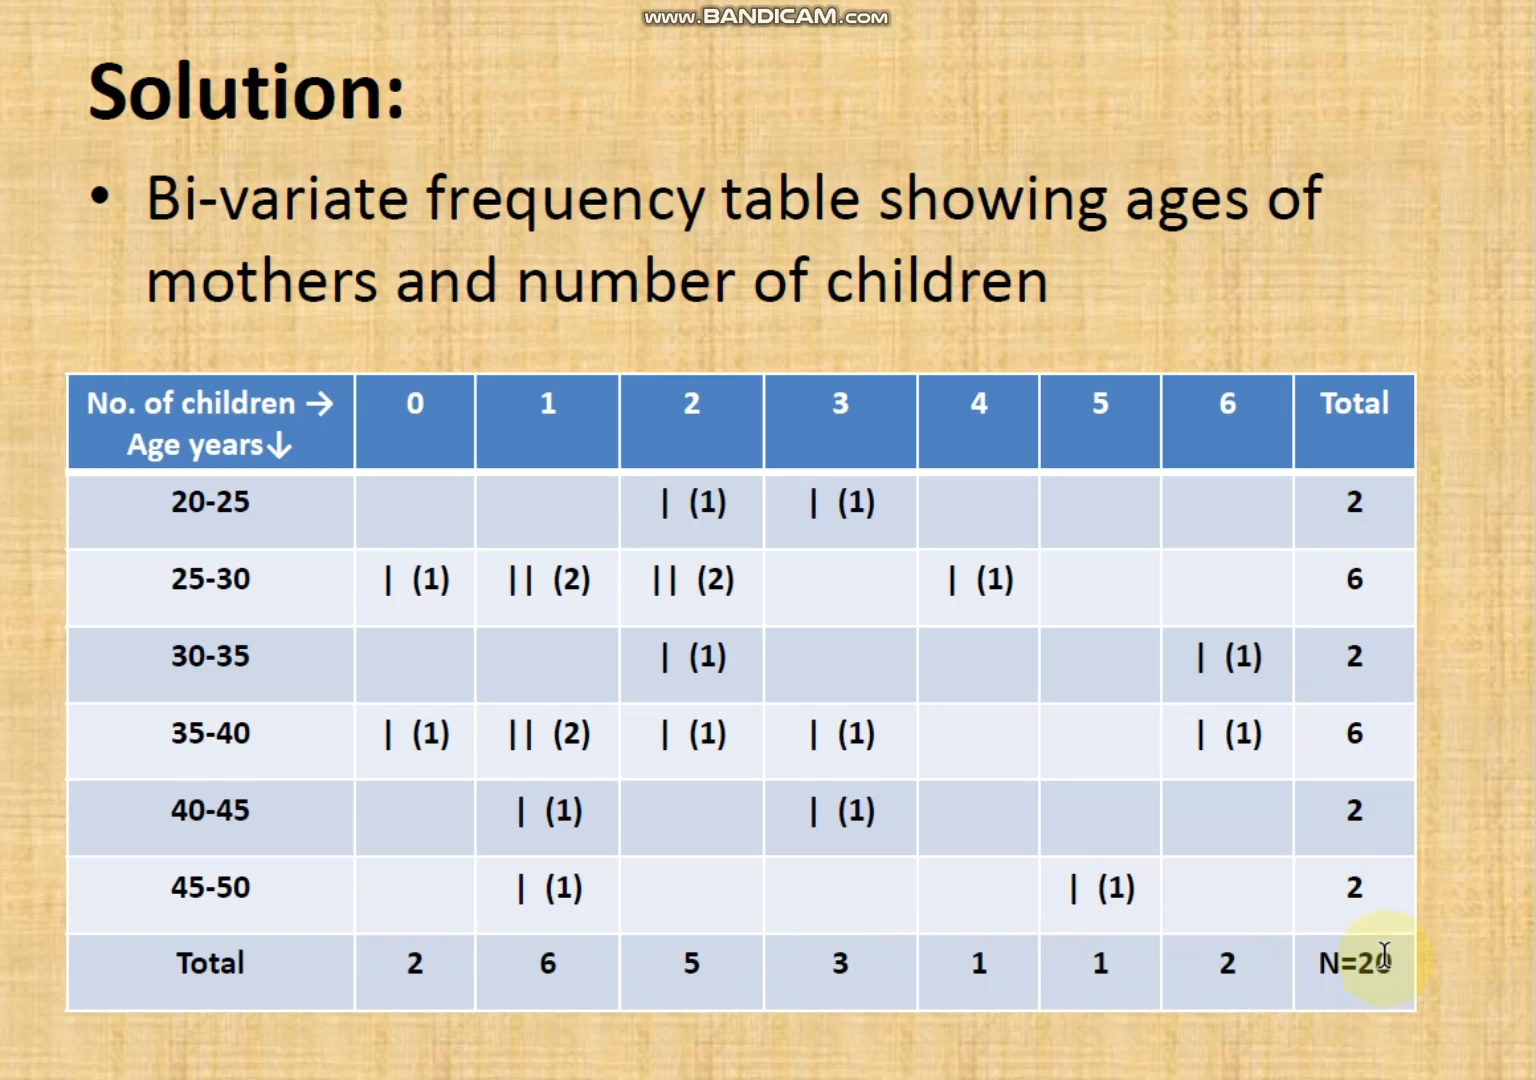 www.BANDICAM.com
Solution:
• Bi-variate frequency table showing ages of
mothers and number of children
No. of children → 0 1 2 3 4 5 6 Total
Age years↓
20-25 | (1) | (1) 2
25-30 | (1) || (2) || (2) | (1) 6
30-35 | (1) | (1) 2
35-40 | (1) || (2) | (1) | (1) | (1) 6
40-45 | (1) | (1) 2
45-50 | (1) | (1) 2
Total 2 6 5 3 1 1 2 N=20